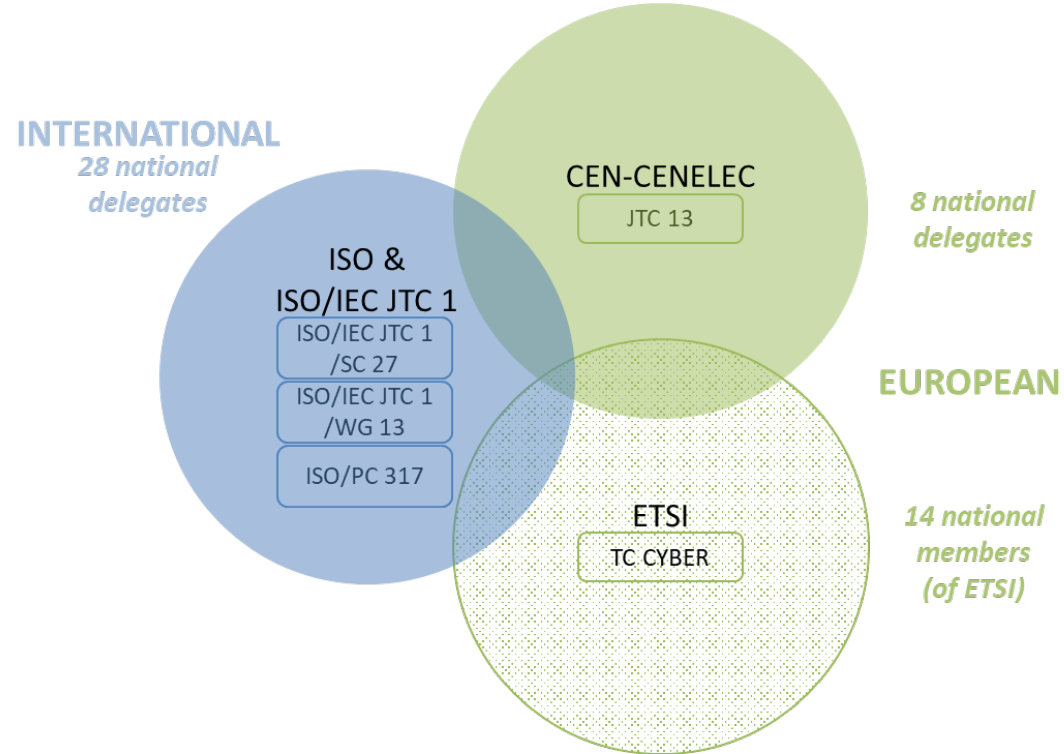 INTERNATIONAL
28 national
delegates
ISO &
ISO/IEC JTC 1
ISO/IEC JTC 1
/SC 27
ISO/IEC JTC 1
/WG 13
ISO/PC 317
CEN-CENELEC
JTC 13
8 national
delegates
EUROPEAN
ETSI
TC CYBER
14 national
members
(of ETSI)